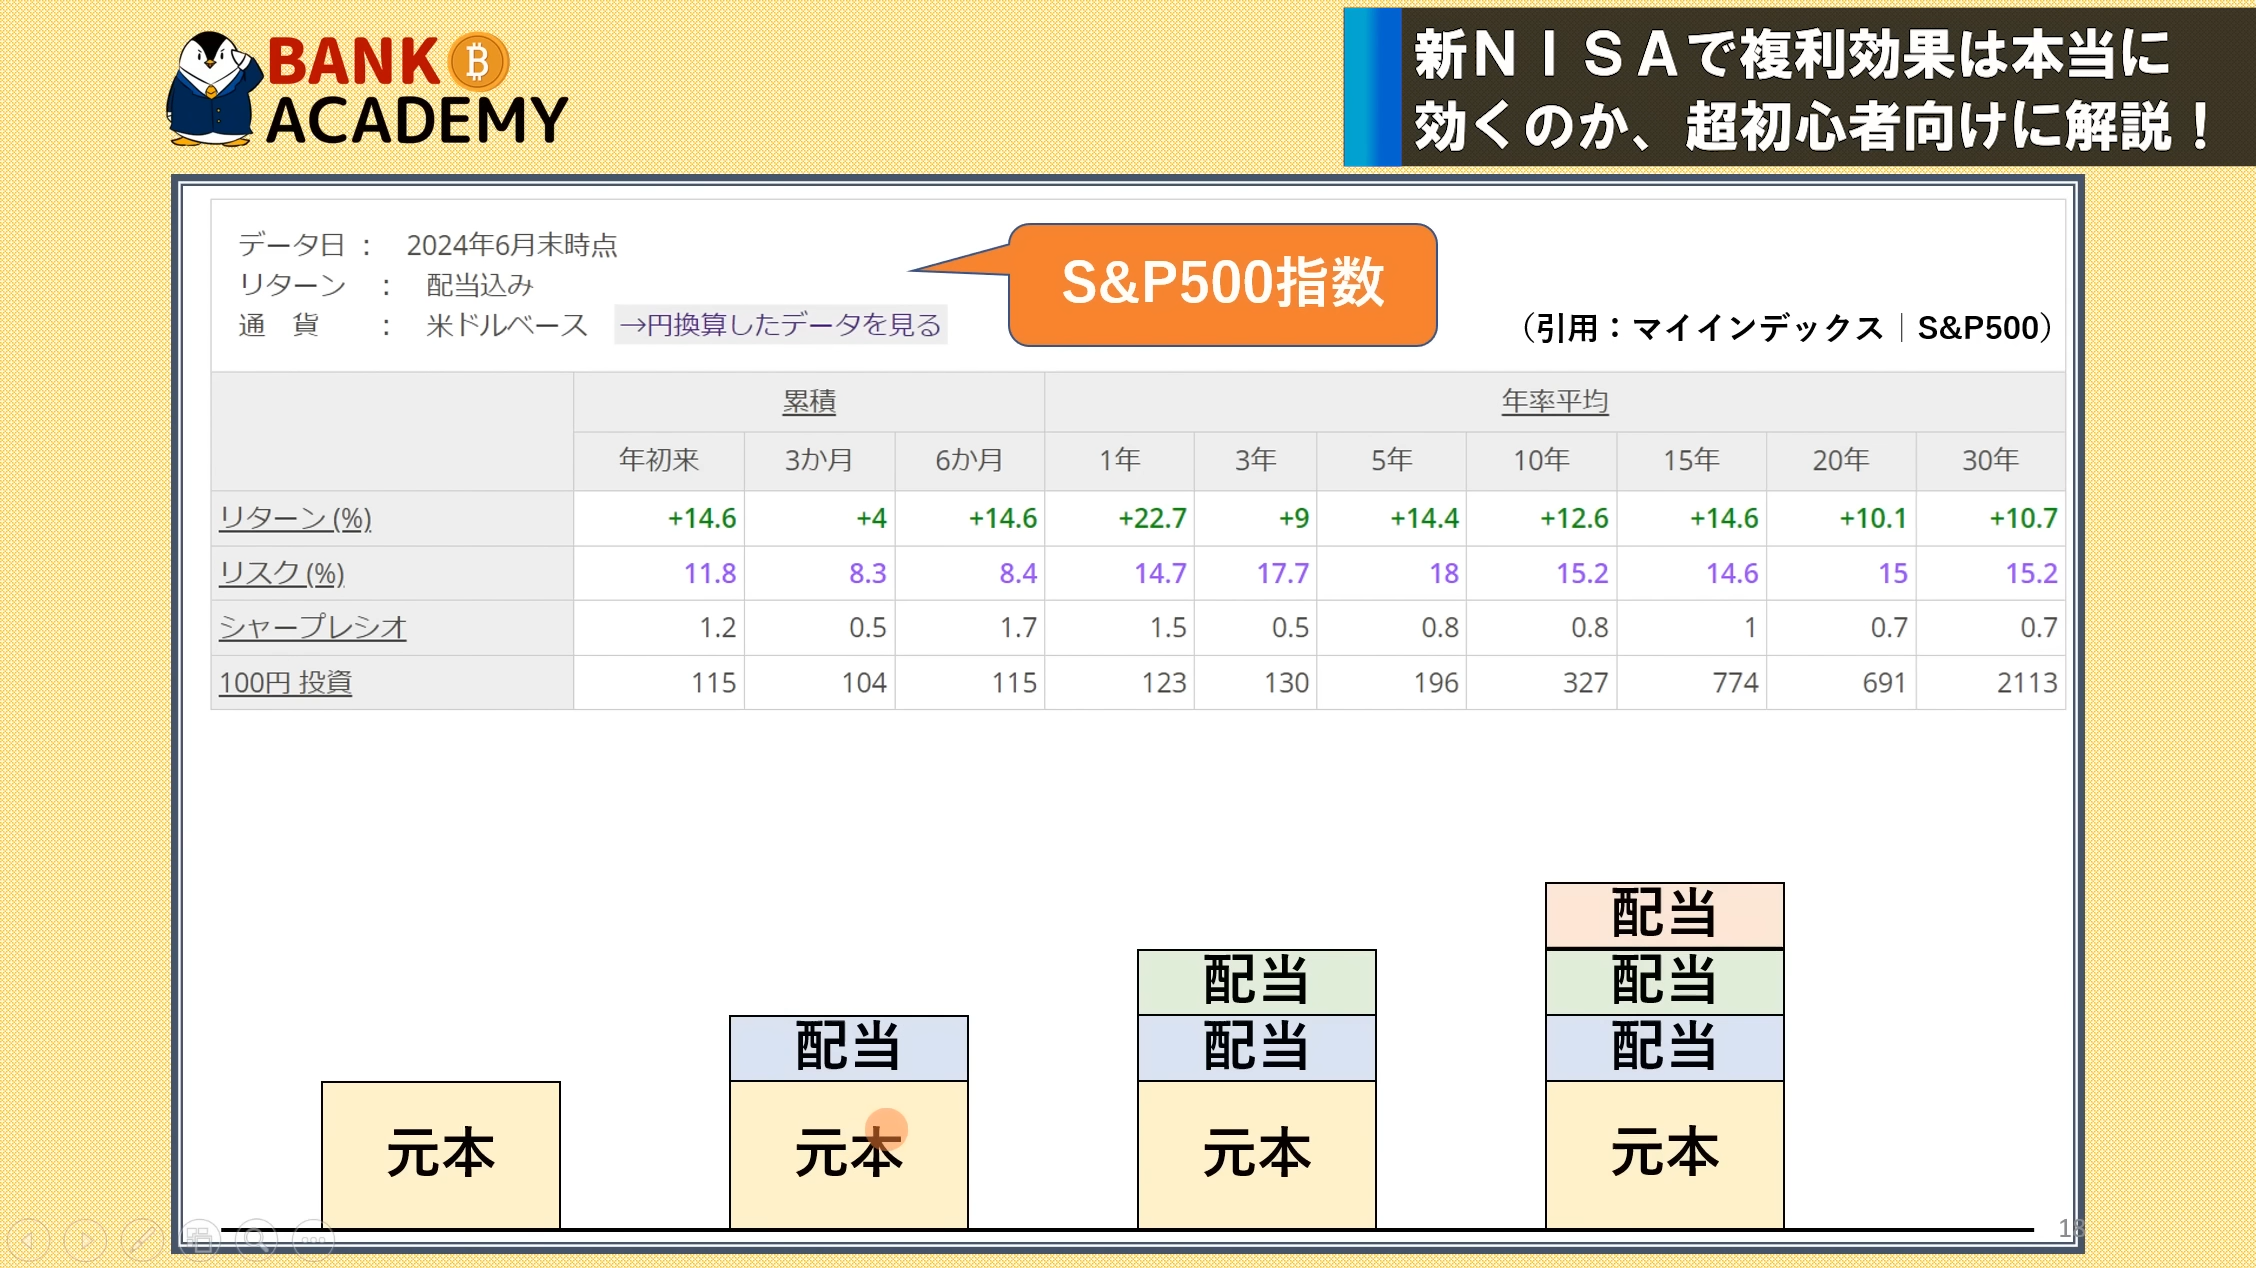 BANK
ACADEMY
新ＮＩＳＡで複利効果は本当に
効くのか、超初心者向けに解説！
データ日 ： 2024年6月末時点
リターン ： 配当込み
通 貨 ： 米ドルベース →円換算したデータを見る
S&P500指数
（引用：マイインデックス｜S&P500）
累積 年率平均
年初来 3か月 6か月 1年 3年 5年 10年 15年 20年 30年
リターン (%) +14.6 +4 +14.6 +22.7 +9 +14.4 +12.6 +14.6 +10.1 +10.7
リスク (%) 11.8 8.3 8.4 14.7 17.7 18 15.2 14.6 15 15.2
シャープレシオ 1.2 0.5 1.7 1.5 0.5 0.8 0.8 1 0.7 0.7
100円 投資 115 104 115 123 130 196 327 774 691 2113
配当
配当 配当
配当 配当 配当
元本 元本 元本 元本